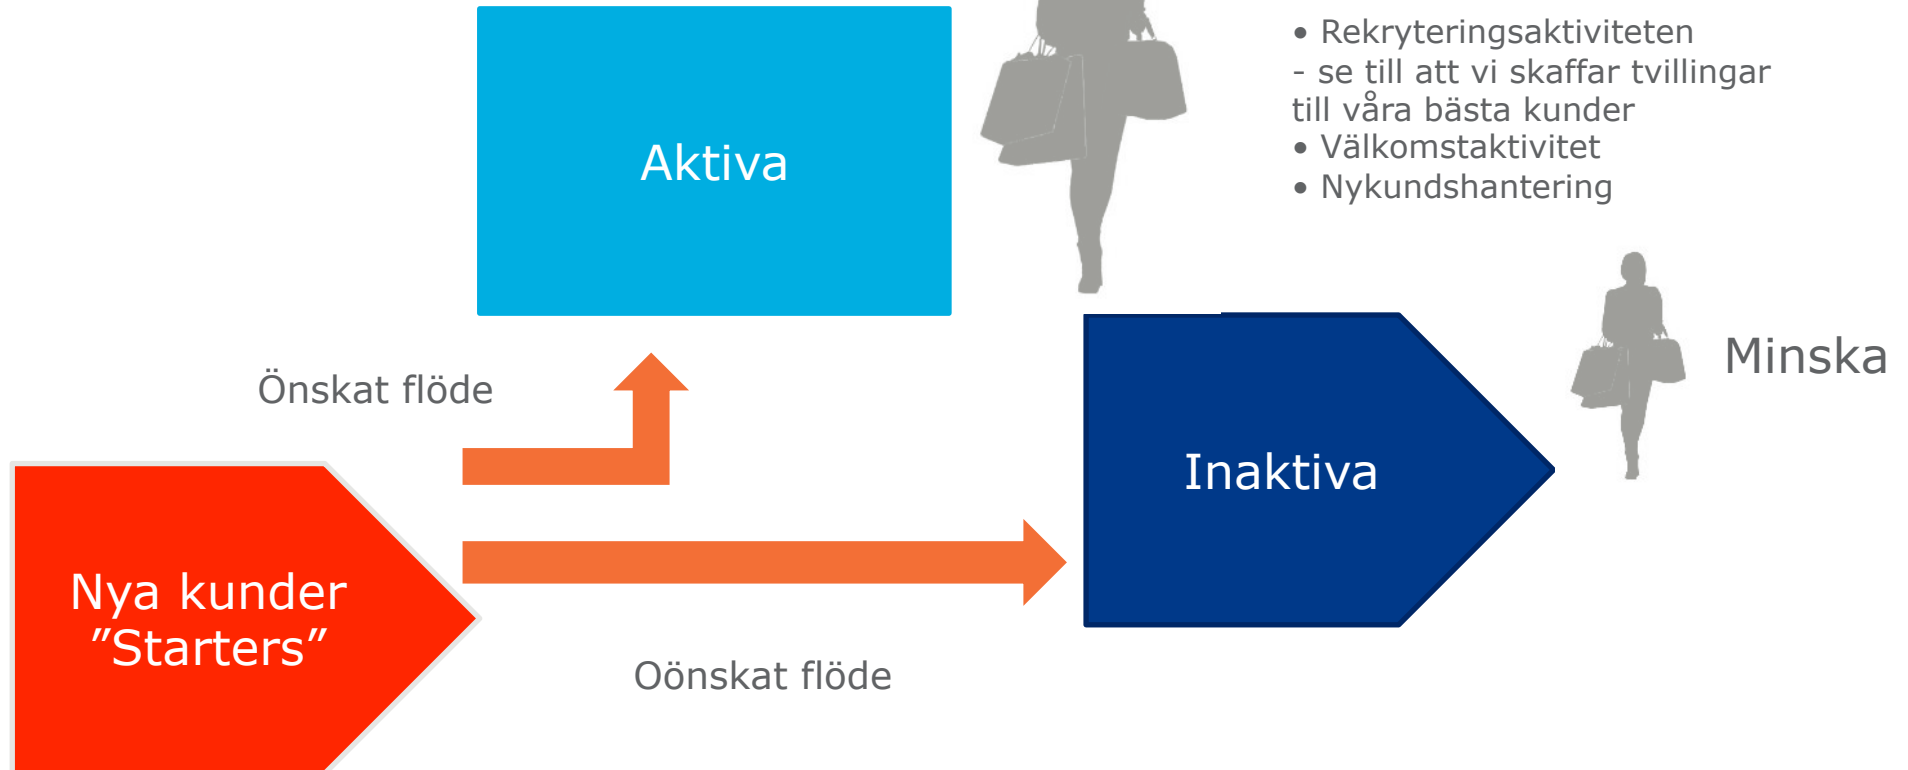 • Rekryteringsaktiviteten
- se till att vi skaffar tvillingar
till våra bästa kunder
• Välkomstaktivitet
• Nykundshantering
Aktiva
Minska
Önskat flöde
Inaktiva
Nya kunder
”Starters”
Oönskat flöde